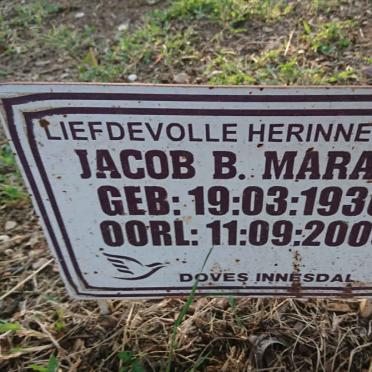 LIEFDEVOLLE HERINNE
JACOB B. MARA
GEB: 19:03:193
OORL: 11:09:200
DOVES INNESDAL